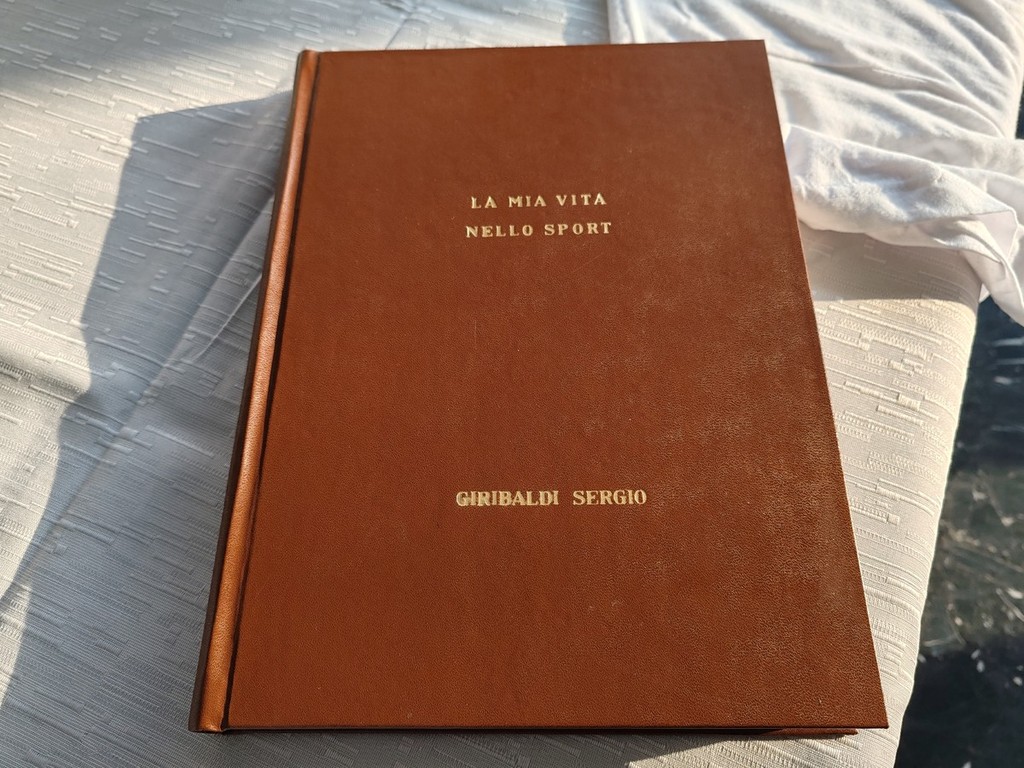 LA MIA VITA
NELLO SPORT
GIRIBALDI SERGIO